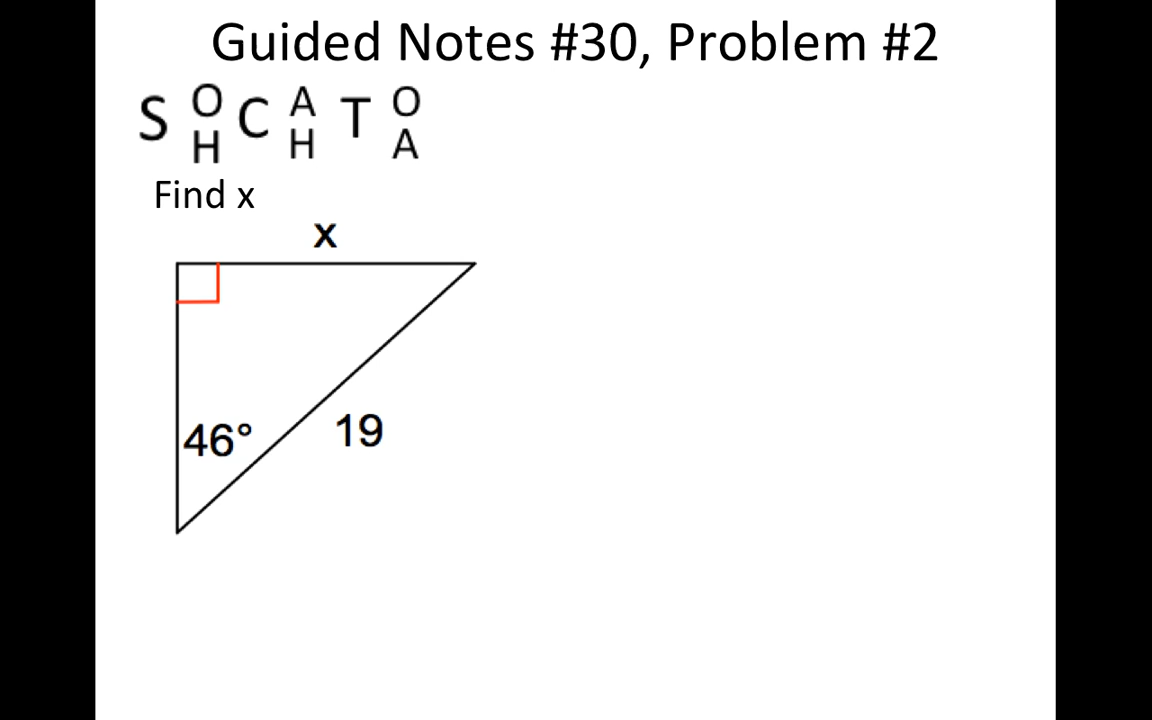 Guided Notes #30, Problem #2
S O/H C A/H T O/A
Find x
x
46°
19